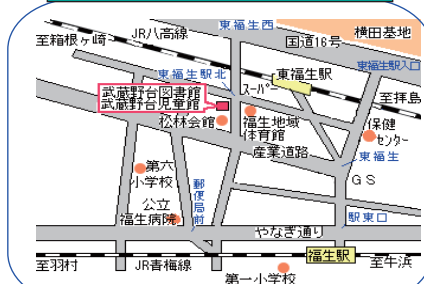 東福生西
横田基地
JR八高線
国道16号
至箱根ヶ崎
東福生駅北
東福生駅
東福生駅入口
スーパー
至拝島
武蔵野台図書館
武蔵野台児童館
松林会館
福生地域
体育館
保健
センター
産業道路
東福生
第六
小学校
郵便局前
GS
公立
福生病院
駅東口
やなぎ通り
福生駅
至羽村
JR青梅線
至牛浜
第一小学校